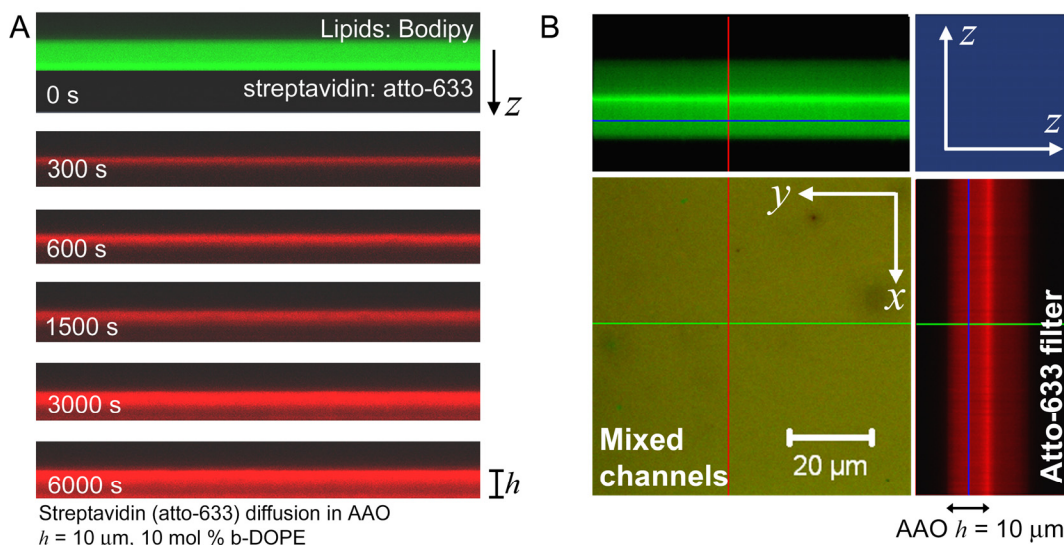 A
Lipids: Bodipy
streptavidin: atto-633
0 s
z
300 s
600 s
1500 s
3000 s
6000 s
h
Streptavidin (atto-633) diffusion in AAO
h = 10 μm, 10 mol % b-DOPE
B
z
z
y
x
Mixed
channels
20 μm
Atto-633 filter
AAO h = 10 μm